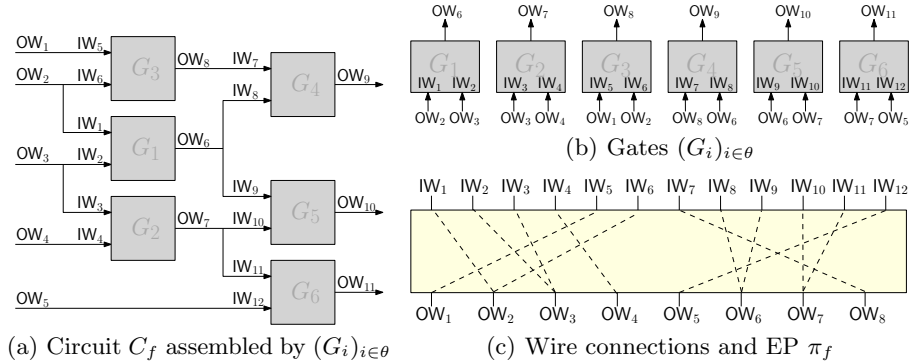 OW₁ IW₅ G₃ OW₈ IW₇ G₄ OW₉
OW₂ IW₆ IW₈
IW₁ G₁ OW₆
OW₃ IW₂ IW₉ G₅ OW₁₀
IW₃ G₂ OW₇ IW₁₀
OW₄ IW₄ IW₁₁ G₆ OW₁₁
OW₅ IW₁₂
(a) Circuit C_f assembled by (G_i)_{i∈θ}
OW₆ OW₇ OW₈ OW₉ OW₁₀ OW₁₁
G₁ G₂ G₃ G₄ G₅ G₆
IW₁ IW₂ IW₃ IW₄ IW₅ IW₆ IW₇ IW₈ IW₉ IW₁₀ IW₁₁ IW₁₂
OW₂ OW₃ OW₃ OW₄ OW₁ OW₂ OW₈ OW₆ OW₆ OW₇ OW₇ OW₅
(b) Gates (G_i)_{i∈θ}
IW₁ IW₂ IW₃ IW₄ IW₅ IW₆ IW₇ IW₈ IW₉ IW₁₀ IW₁₁ IW₁₂
OW₁ OW₂ OW₃ OW₄ OW₅ OW₆ OW₇ OW₈
(c) Wire connections and EP π_f